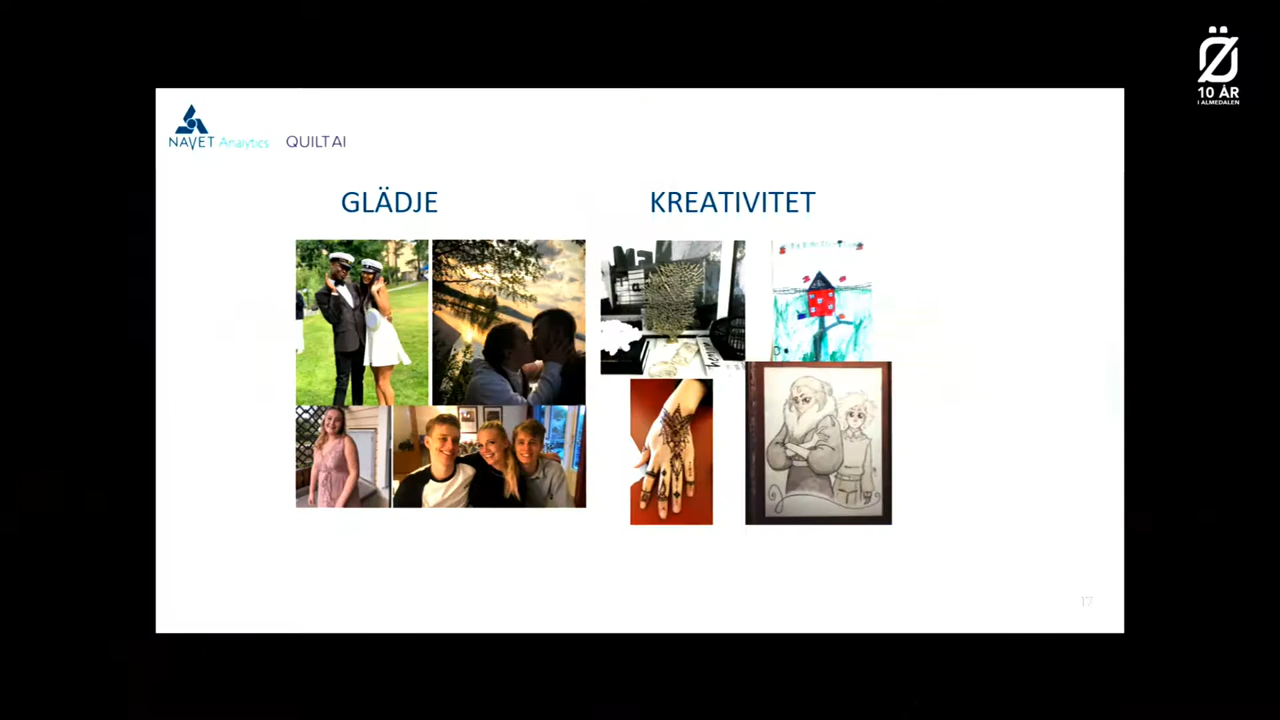 Ö
10 ÅR
I ALMEDALEN
NAVET Analytics QUILT.AI
GLÄDJE KREATIVITET
17